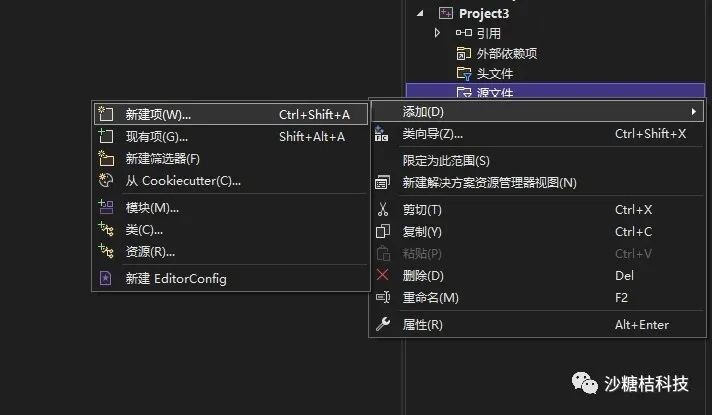 Project3
引用
外部依赖项
头文件
源文件
添加(D)
类向导(Z)... Ctrl+Shift+X
限定为此范围(S)
新建解决方案资源管理器视图(N)
剪切(T) Ctrl+X
复制(Y) Ctrl+C
粘贴(P) Ctrl+V
删除(D) Del
重命名(M) F2
属性(R) Alt+Enter
新建项(W)... Ctrl+Shift+A
现有项(G)... Shift+Alt+A
新建筛选器(F)
从 Cookiecutter(C)...
模块(M)...
类(C)...
资源(R)...
新建 EditorConfig
沙糖桔科技